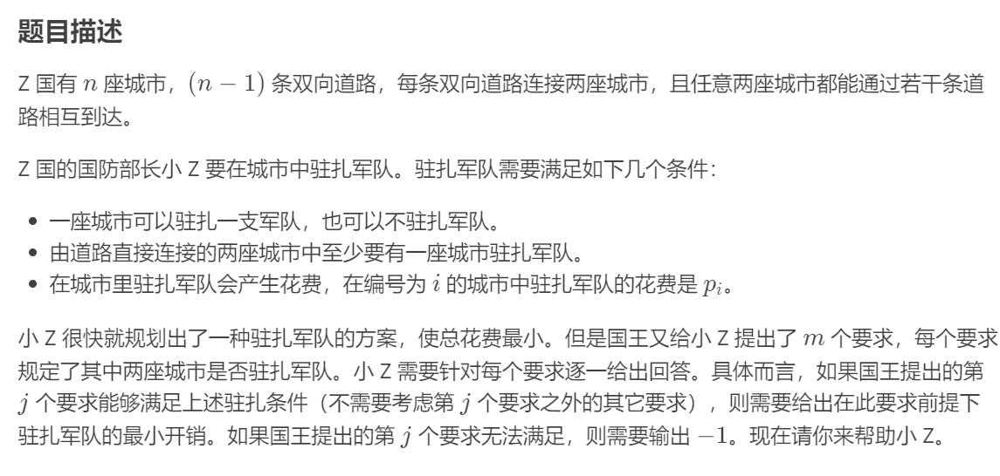 题目描述
Z 国有 n 座城市，(n − 1) 条双向道路，每条双向道路连接两座城市，且任意两座城市都能通过若干条道
路相互到达。
Z 国的国防部长小 Z 要在城市中驻扎军队。驻扎军队需要满足如下几个条件：
• 一座城市可以驻扎一支军队，也可以不驻扎军队。
• 由道路直接连接的两座城市中至少要有一座城市驻扎军队。
• 在城市里驻扎军队会产生花费，在编号为 i 的城市中驻扎军队的花费是 pᵢ。
小 Z 很快就规划出了一种驻扎军队的方案，使总花费最小。但是国王又给小 Z 提出了 m 个要求，每个要求
规定了其中两座城市是否驻扎军队。小 Z 需要针对每个要求逐一给出回答。具体而言，如果国王提出的第
j 个要求能够满足上述驻扎条件（不需要考虑第 j 个要求之外的其它要求），则需要给出在此要求前提下
驻扎军队的最小开销。如果国王提出的第 j 个要求无法满足，则需要输出 −1。现在请你来帮助小 Z。